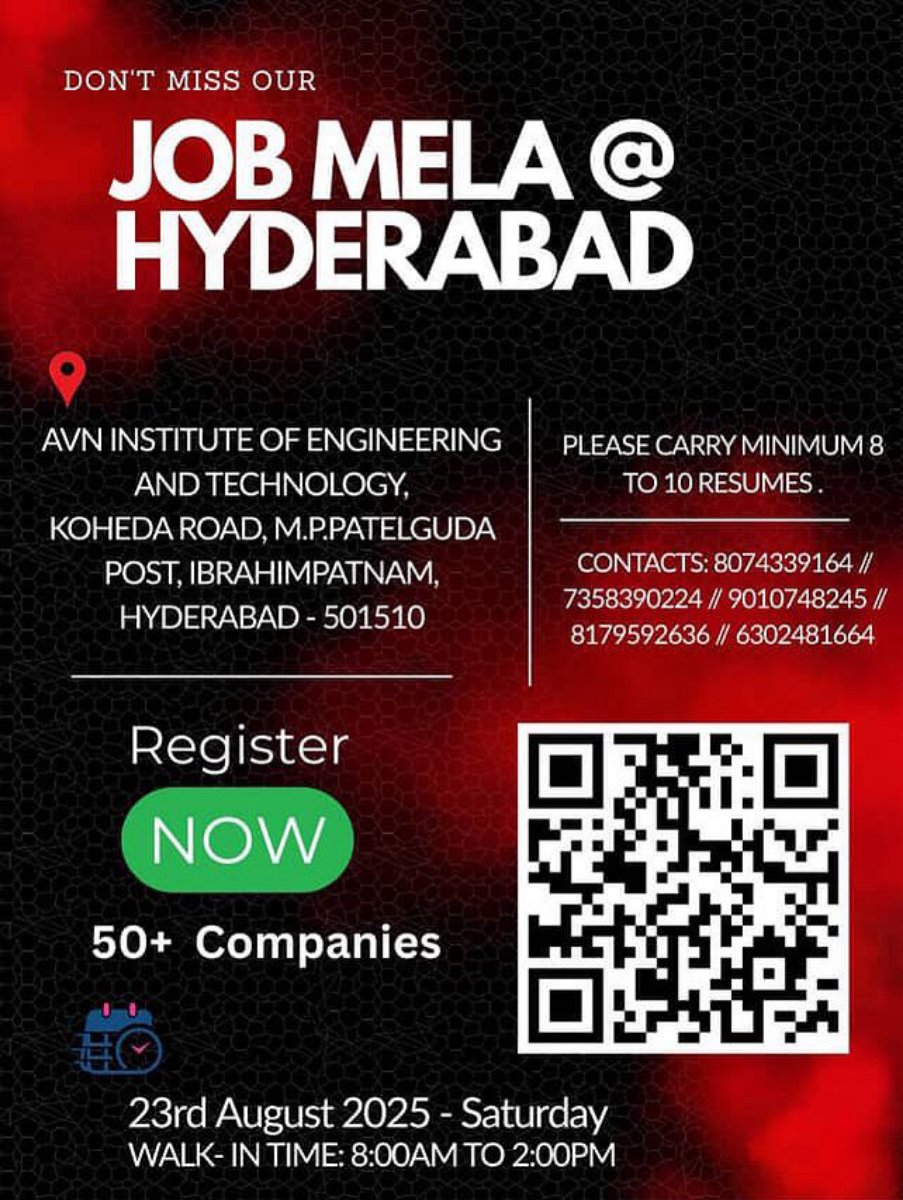 DON'T MISS OUR
JOB MELA @
HYDERABAD
AVN INSTITUTE OF ENGINEERING
AND TECHNOLOGY,
KOHEDA ROAD, M.P.PATELGUDA
POST, IBRAHIMPATNAM,
HYDERABAD - 501510
PLEASE CARRY MINIMUM 8
TO 10 RESUMES .
CONTACTS: 8074339164 //
7358390224 // 9010748245 //
8179592636 // 6302481664
Register
NOW
50+ Companies
23rd August 2025 - Saturday
WALK- IN TIME: 8:00AM TO 2:00PM